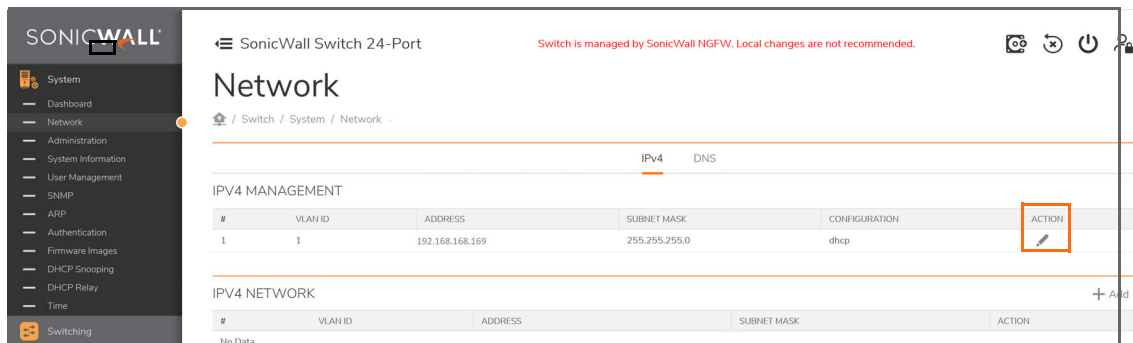 SONICWALL
SonicWall Switch 24-Port
Switch is managed by SonicWall NGFW. Local changes are not recommended.
System
Dashboard
Network
Administration
System Information
User Management
SNMP
ARP
Authentication
Firmware Images
DHCP Snooping
DHCP Relay
Time
Switching
Network
/ Switch / System / Network
IPv4 DNS
IPV4 MANAGEMENT
# VLAN ID ADDRESS SUBNET MASK CONFIGURATION ACTION
1 1 192.168.168.169 255.255.255.0 dhcp
IPV4 NETWORK
+ Add
# VLAN ID ADDRESS SUBNET MASK ACTION
No Data